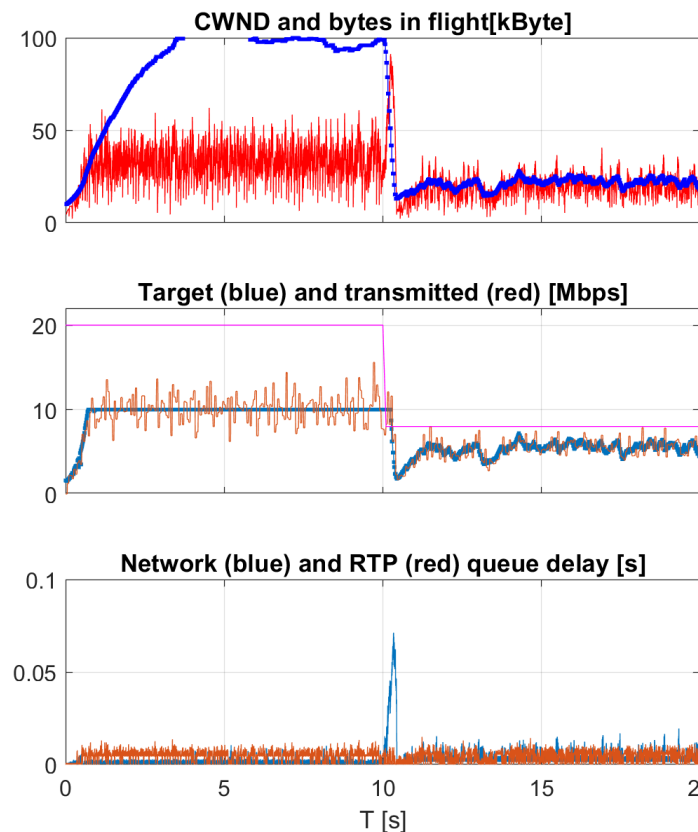 CWND and bytes in flight[kByte]
100
50
0
Target (blue) and transmitted (red) [Mbps]
20
10
0
Network (blue) and RTP (red) queue delay [s]
0.1
0.05
0
0 5 10 15 20
T [s]